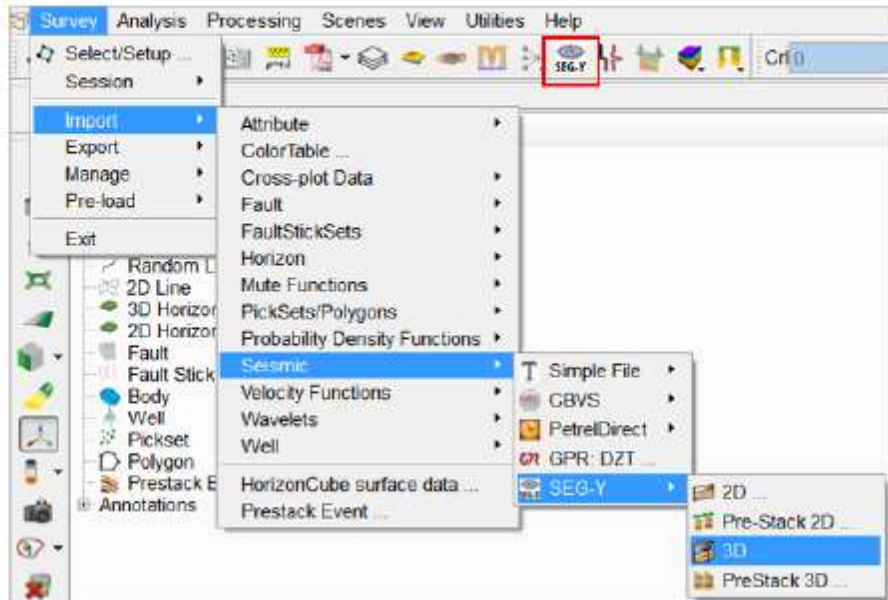 Survey Analysis Processing Scenes View Utilities Help
Select/Setup ...
Session
SEG-Y
Crl 0
Import
Export
Manage
Pre-load
Exit
Attribute
ColorTable ...
Cross-plot Data
Fault
FaultStickSets
Horizon
Mute Functions
PickSets/Polygons
Probability Density Functions
Seismic
Velocity Functions
Wavelets
Well
HorizonCube surface data ...
Prestack Event ...
Random L
2D Line
3D Horizor
2D Horizor
Fault
Fault Stick
Body
Well
Pickset
Polygon
Prestack E
Annotations
Simple File
CBVS
PetrelDirect
GPR: DZT ...
SEG-Y
2D ...
Pre-Stack 2D ...
3D ...
PreStack 3D ...